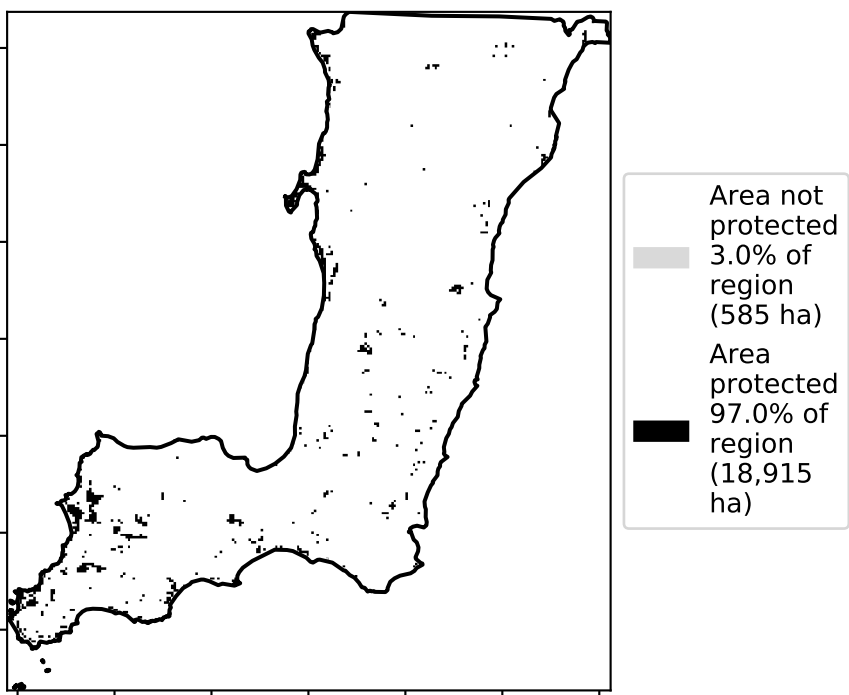 Area not
protected
3.0% of
region
(585 ha)
Area
protected
97.0% of
region
(18,915
ha)